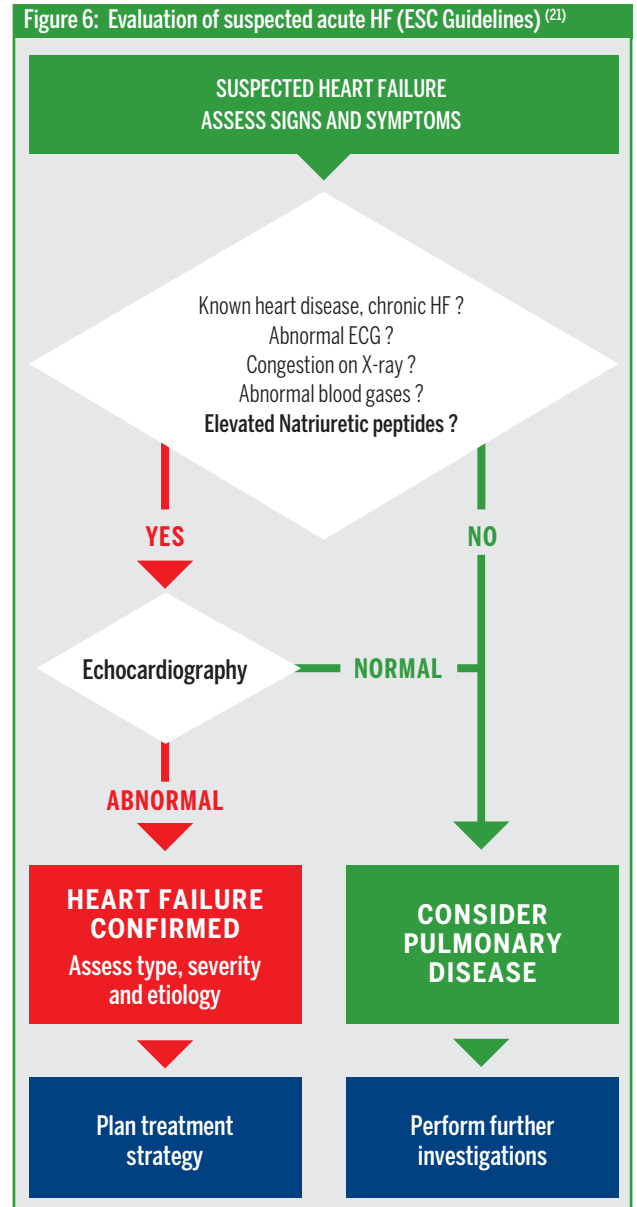 Figure 6: Evaluation of suspected acute HF (ESC Guidelines) (21)
SUSPECTED HEART FAILURE
ASSESS SIGNS AND SYMPTOMS
Known heart disease, chronic HF ?
Abnormal ECG ?
Congestion on X-ray ?
Abnormal blood gases ?
Elevated Natriuretic peptides ?
YES
NO
Echocardiography
NORMAL
ABNORMAL
HEART FAILURE
CONFIRMED
Assess type, severity
and etiology
CONSIDER
PULMONARY
DISEASE
Plan treatment
strategy
Perform further
investigations